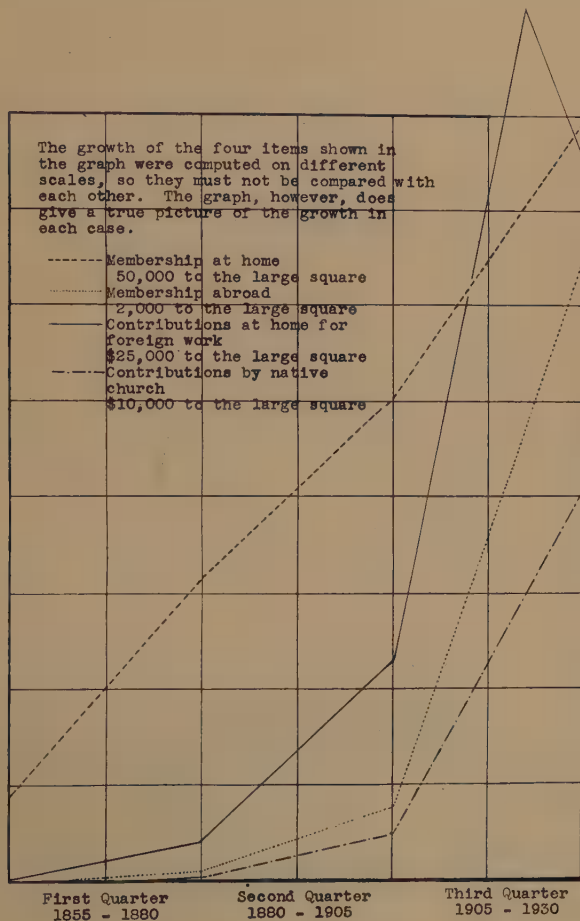 The growth of the four items shown in
the graph were computed on different
scales, so they must not be compared with
each other. The graph, however, does
give a true picture of the growth in
each case.
Membership at home
50,000 to the large square
Membership abroad
2,000 to the large square
Contributions at home for
foreign work
$25,000 to the large square
Contributions by native
church
$10,000 to the large square
First Quarter
1855 - 1880
Second Quarter
1880 - 1905
Third Quarter
1905 - 1930